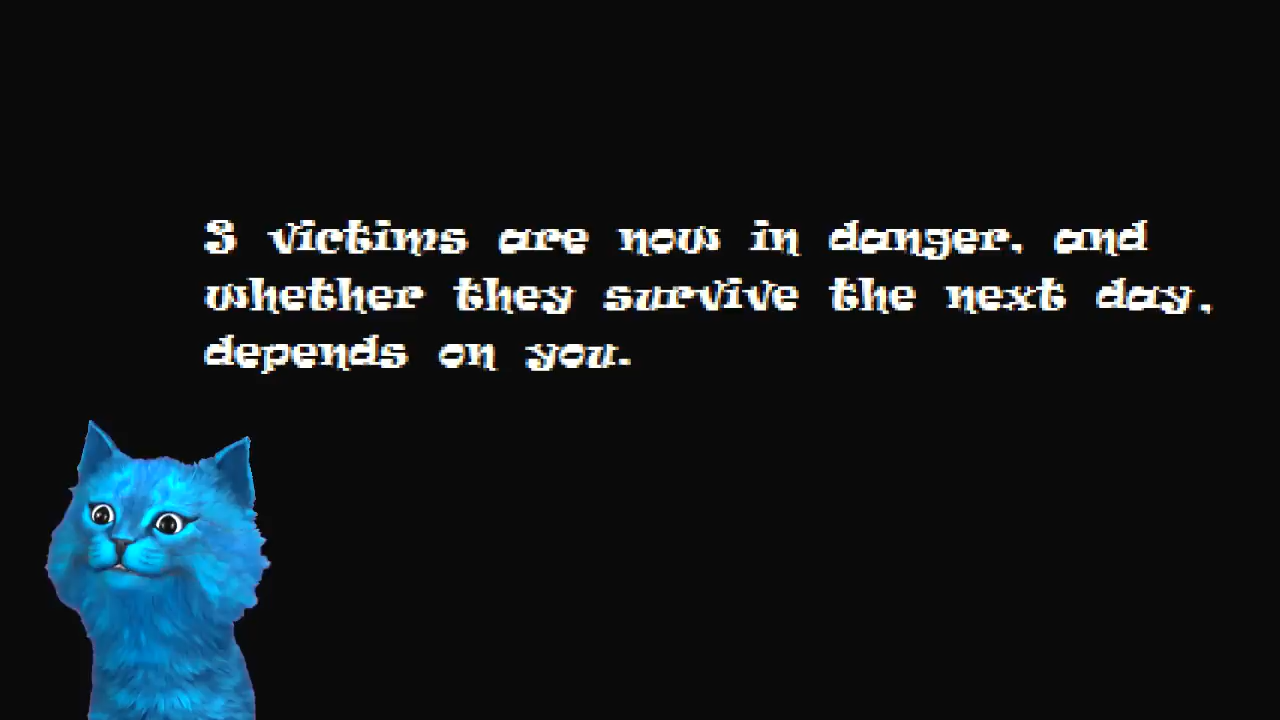 3 victims are now in danger, and
whether they survive the next day,
depends on you.